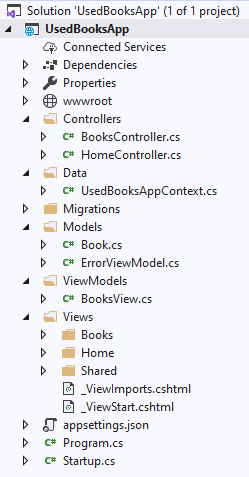 Solution 'UsedBooksApp' (1 of 1 project)
UsedBooksApp
Connected Services
Dependencies
Properties
wwwroot
Controllers
C# BooksController.cs
C# HomeController.cs
Data
C# UsedBooksAppContext.cs
Migrations
Models
C# Book.cs
C# ErrorViewModel.cs
ViewModels
C# BooksView.cs
Views
Books
Home
Shared
_ViewImports.cshtml
_ViewStart.cshtml
appsettings.json
C# Program.cs
C# Startup.cs